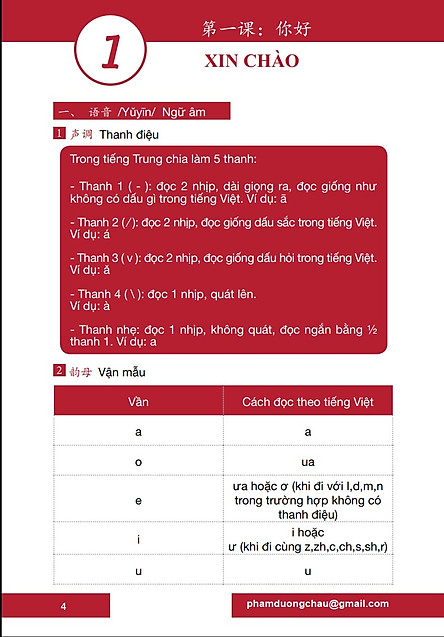 1
第一课：你好
XIN CHÀO
一、 语音 /Yǔyīn/ Ngữ âm
1 声调 Thanh điệu
Trong tiếng Trung chia làm 5 thanh:
- Thanh 1 ( - ): đọc 2 nhịp, dài giọng ra, đọc giống như
không có dấu gì trong tiếng Việt. Ví dụ: ā
- Thanh 2 ( / ): đọc 2 nhịp, đọc giống dấu sắc trong tiếng Việt.
Ví dụ: á
- Thanh 3 ( v ): đọc 2 nhịp, đọc giống dấu hỏi trong tiếng Việt.
Ví dụ: ǎ
- Thanh 4 ( \ ): đọc 1 nhịp, quát lên.
Ví dụ: à
- Thanh nhẹ: đọc 1 nhịp, không quát, đọc ngắn bằng ½
thanh 1. Ví dụ: a
2 韵母 Vận mẫu
Vần Cách đọc theo tiếng Việt
a a
o ua
e ưa hoặc ơ (khi đi với l,d,m,n
trong trường hợp không có
thanh điệu)
i i hoặc
ư (khi đi cùng z,zh,c,ch,s,sh,r)
u u
4
phamduongchau@gmail.com